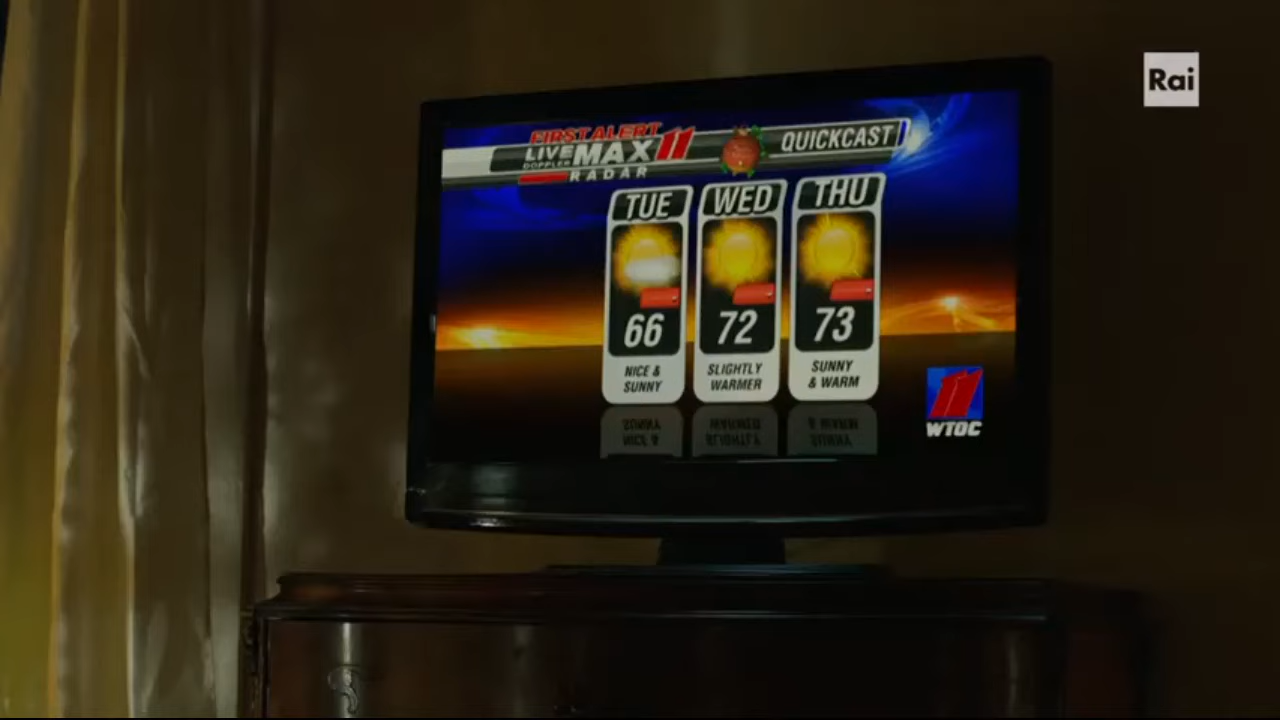 Rai
FIRST ALERT
LIVE MAX 11
DOPPLER
RADAR
QUICKCAST
TUE
WED
THU
66
72
73
NICE &
SUNNY
SLIGHTLY
WARMER
SUNNY
& WARM
11
WTOC